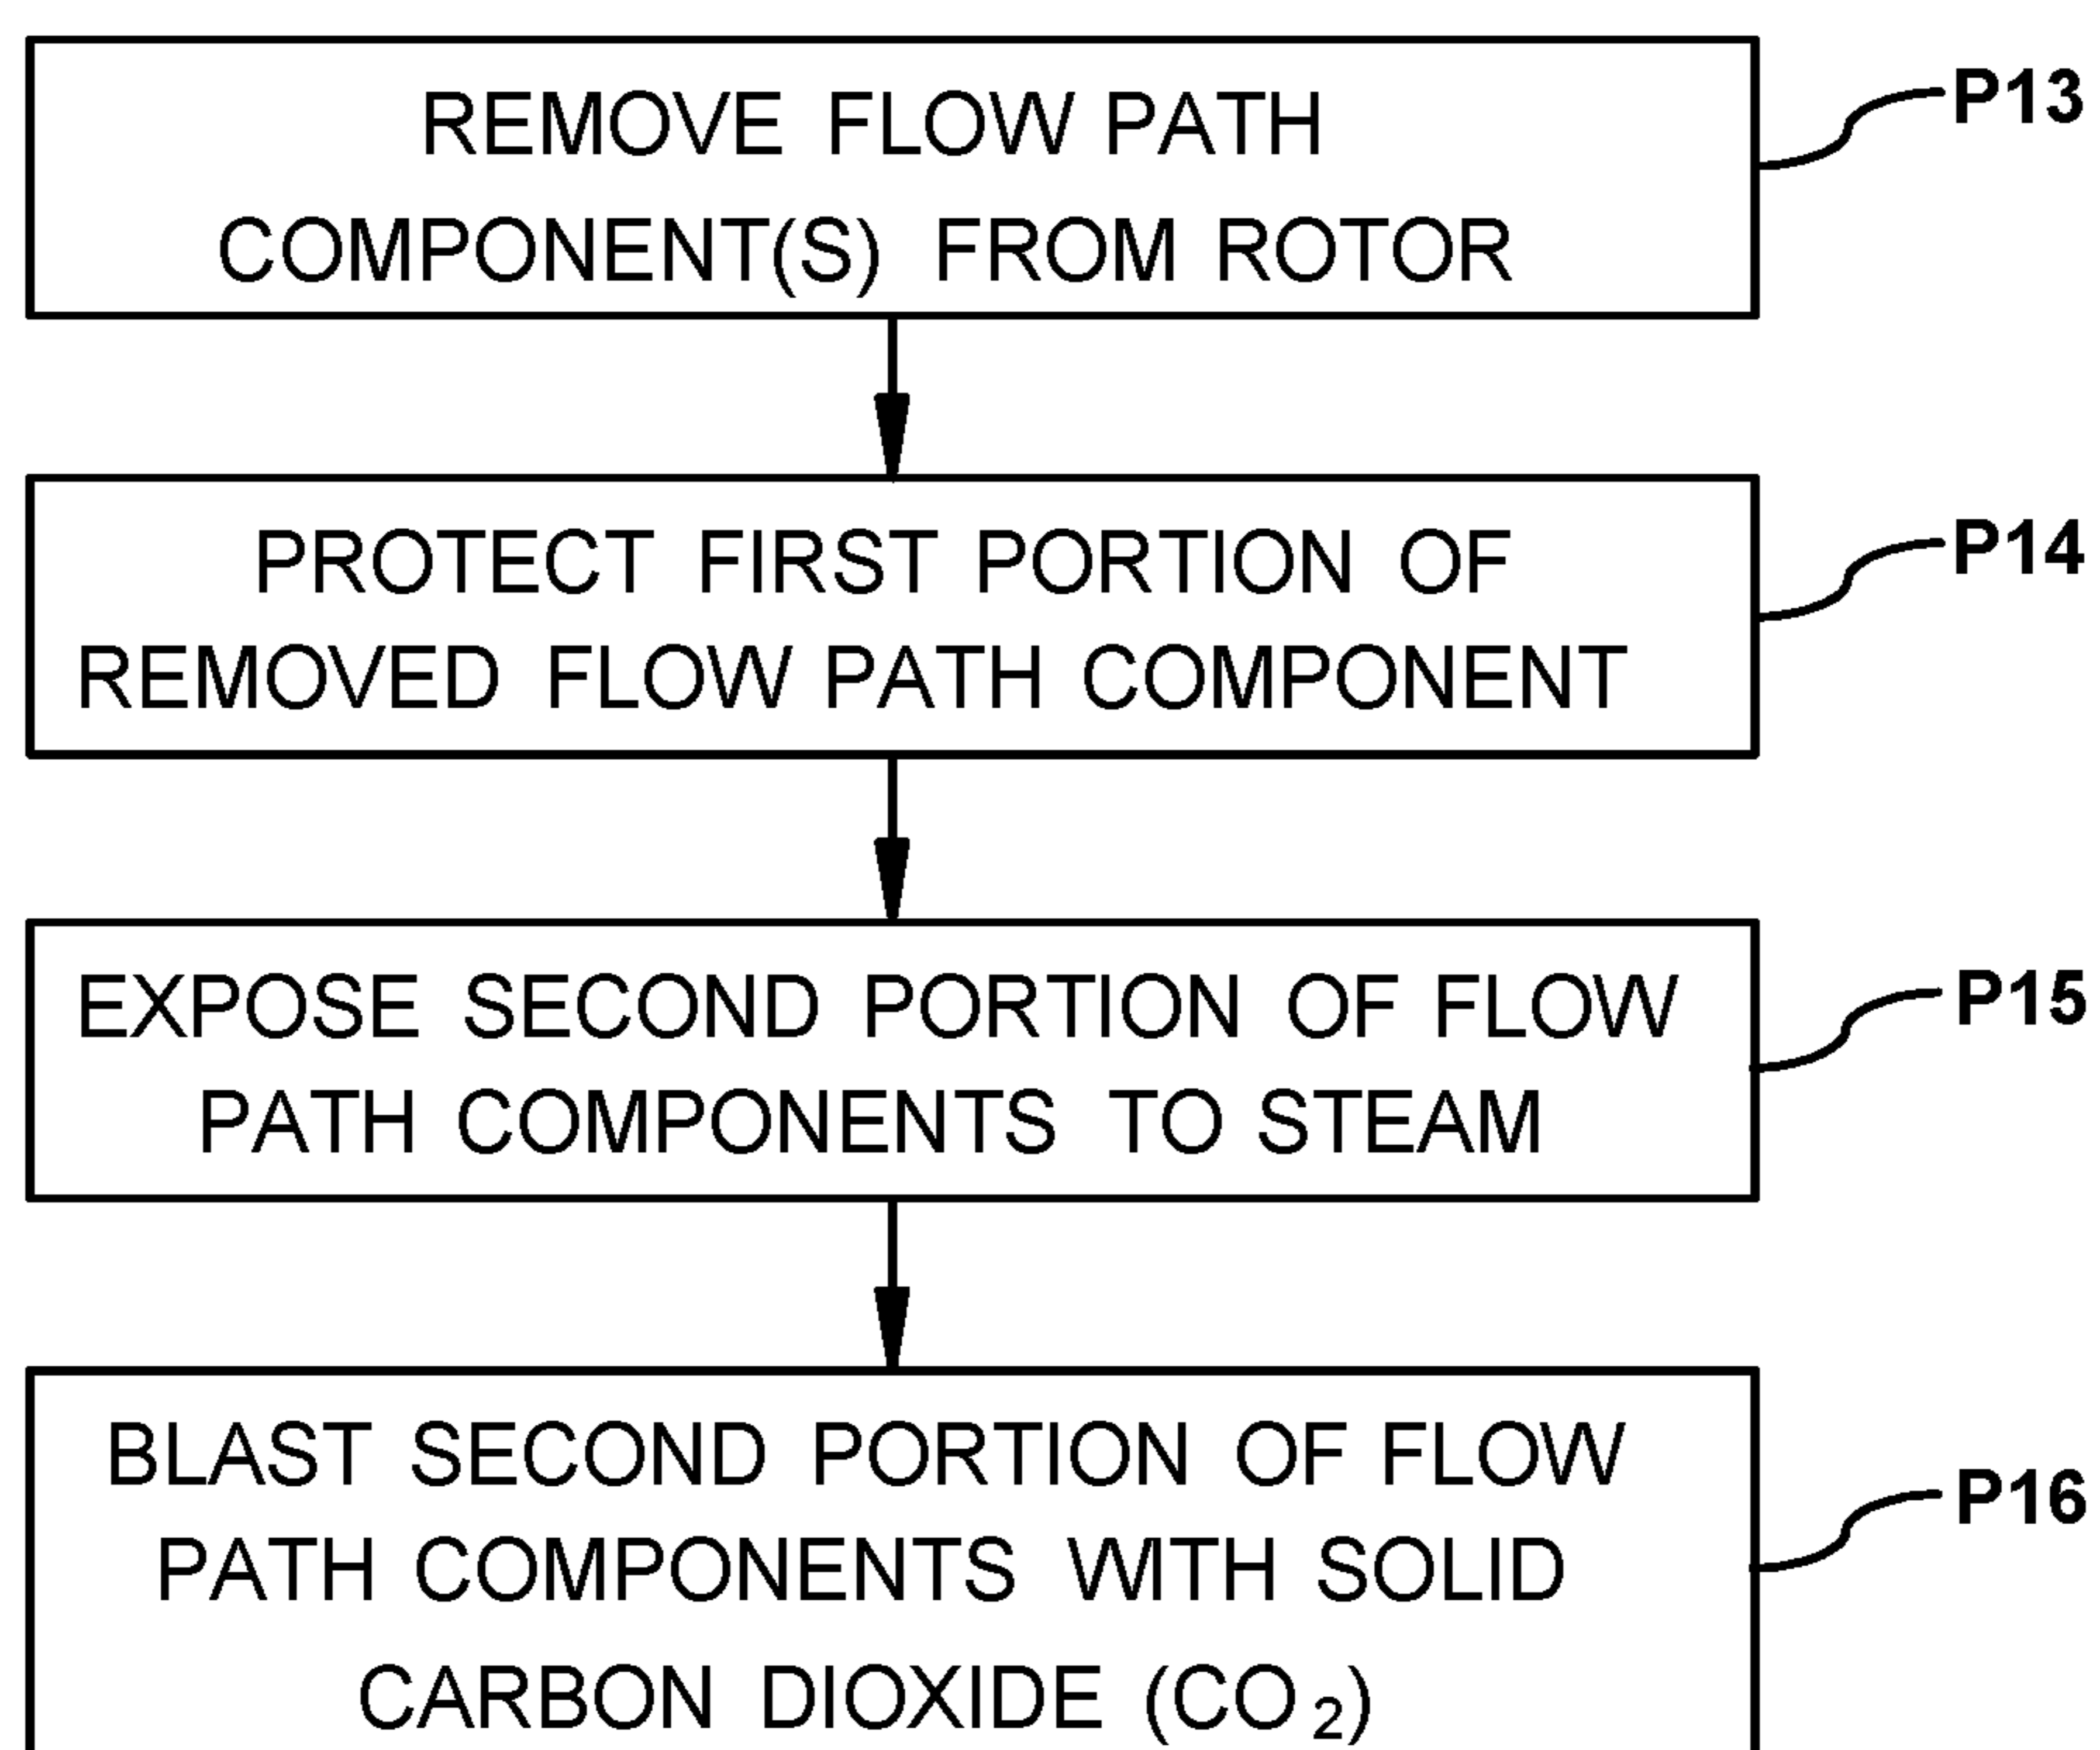 REMOVE FLOW PATH
COMPONENT(S) FROM ROTOR
P13
PROTECT FIRST PORTION OF
REMOVED FLOW PATH COMPONENT
P14
EXPOSE SECOND PORTION OF FLOW
PATH COMPONENTS TO STEAM
P15
BLAST SECOND PORTION OF FLOW
PATH COMPONENTS WITH SOLID
CARBON DIOXIDE (CO₂)
P16